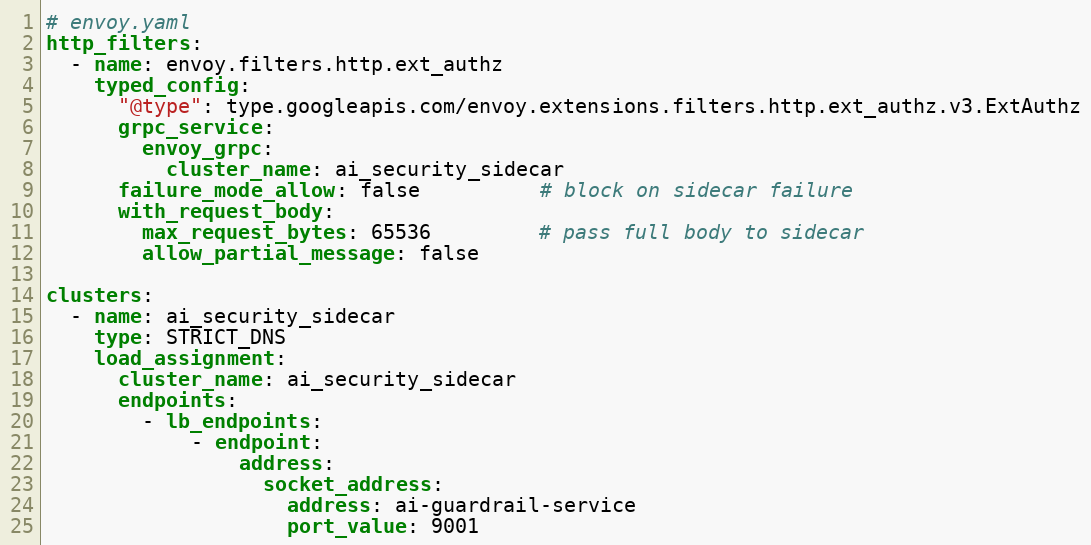 1 # envoy.yaml
2 http_filters:
3   - name: envoy.filters.http.ext_authz
4     typed_config:
5       "@type": type.googleapis.com/envoy.extensions.filters.http.ext_authz.v3.ExtAuthz
6       grpc_service:
7         envoy_grpc:
8           cluster_name: ai_security_sidecar
9       failure_mode_allow: false          # block on sidecar failure
10       with_request_body:
11         max_request_bytes: 65536         # pass full body to sidecar
12         allow_partial_message: false
13
14 clusters:
15   - name: ai_security_sidecar
16     type: STRICT_DNS
17     load_assignment:
18       cluster_name: ai_security_sidecar
19       endpoints:
20         - lb_endpoints:
21             - endpoint:
22                 address:
23                   socket_address:
24                     address: ai-guardrail-service
25                     port_value: 9001